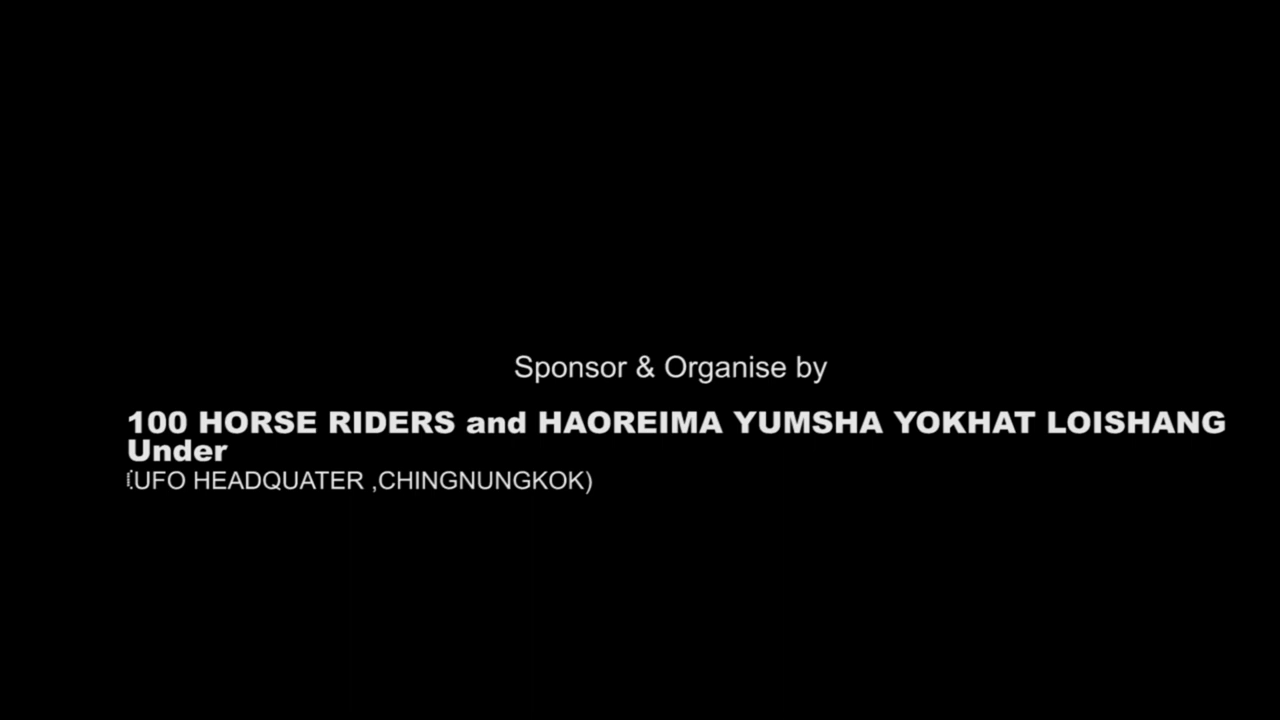 Sponsor & Organise by
100 HORSE RIDERS and HAOREIMA YUMSHA YOKHAT LOISHANG
Under
(UFO HEADQUATER ,CHINGNUNGKOK)